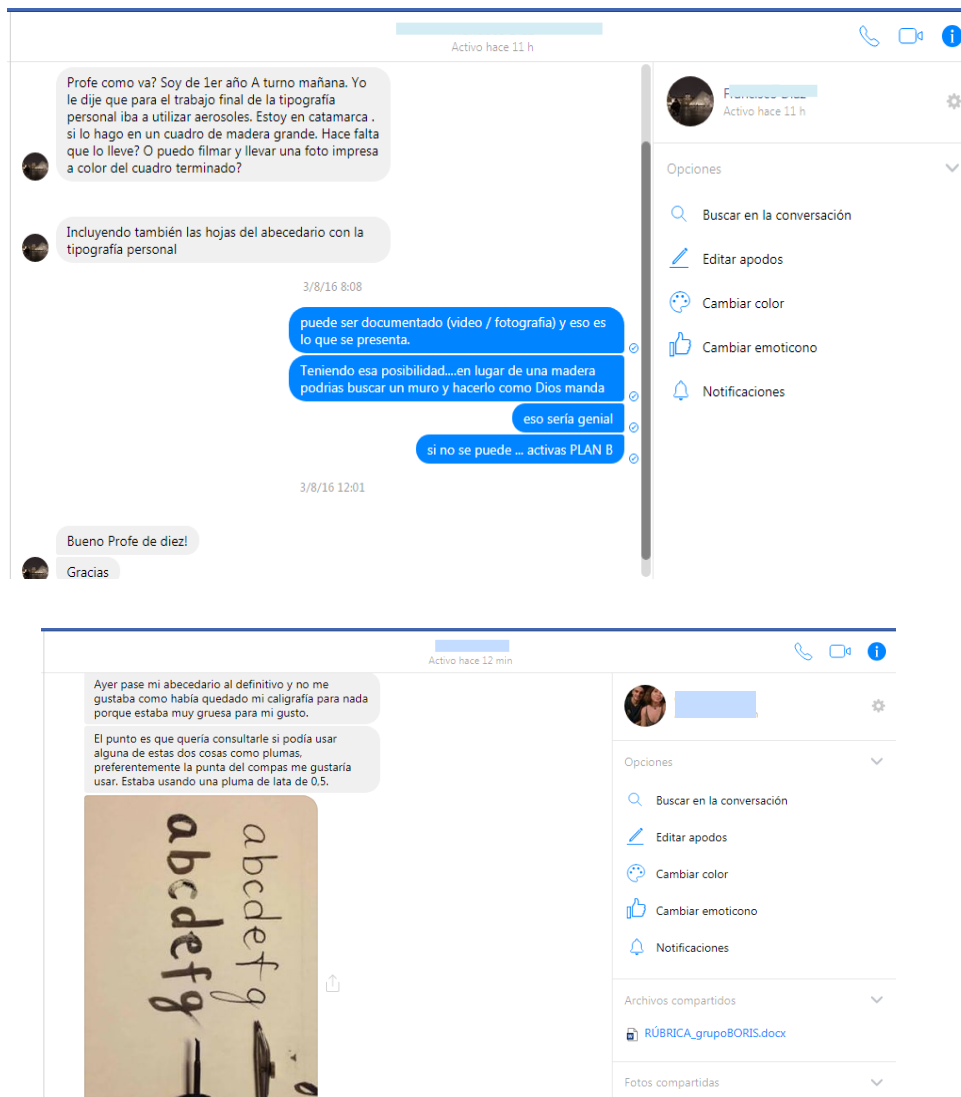 Activo hace 11 h
Profe como va? Soy de 1er año A turno mañana. Yo
le dije que para el trabajo final de la tipografía
personal iba a utilizar aerosoles. Estoy en catamarca .
si lo hago en un cuadro de madera grande. Hace falta
que lo lleve? O puedo filmar y llevar una foto impresa
a color del cuadro terminado?
Incluyendo también las hojas del abecedario con la
tipografía personal
3/8/16 8:08
puede ser documentado (video / fotografia) y eso es
lo que se presenta.
Teniendo esa posibilidad....en lugar de una madera
podrias buscar un muro y hacerlo como Dios manda
eso sería genial
si no se puede ... activas PLAN B
3/8/16 12:01
Bueno Profe de diez!
Gracias
Activo hace 11 h
Opciones
Buscar en la conversación
Editar apodos
Cambiar color
Cambiar emoticono
Notificaciones
Activo hace 12 min
Ayer pase mi abecedario al definitivo y no me
gustaba como había quedado mi caligrafía para nada
porque estaba muy gruesa para mi gusto.
El punto es que quería consultarle si podía usar
alguna de estas dos cosas como plumas,
preferentemente la punta del compas me gustaría
usar. Estaba usando una pluma de lata de 0,5.
a b c d e f g
a b c d e f g
Opciones
Buscar en la conversación
Editar apodos
Cambiar color
Cambiar emoticono
Notificaciones
Archivos compartidos
RÚBRICA_grupoBORIS.docx
Fotos compartidas